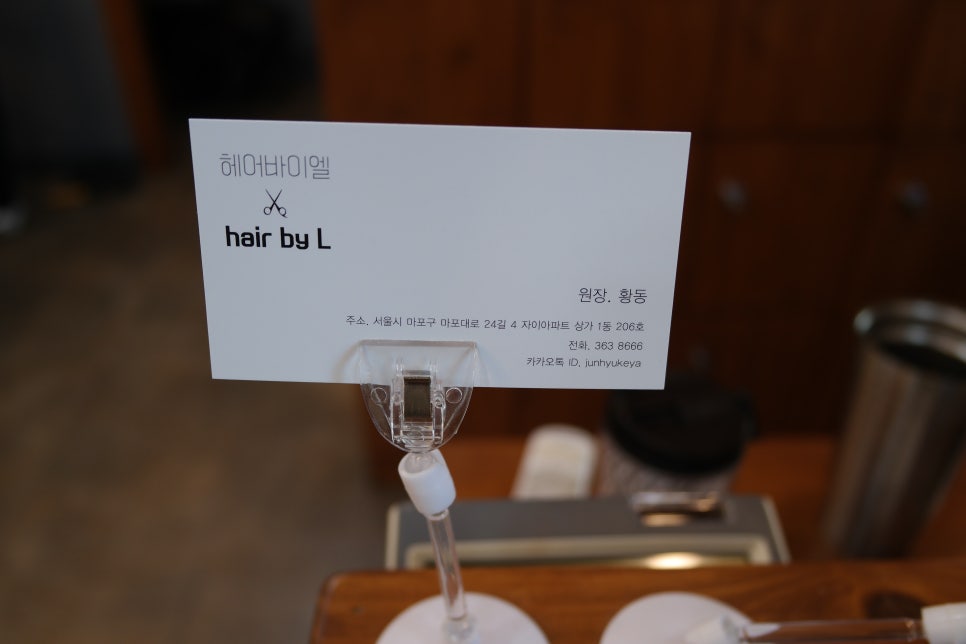 헤어바이엘
hair by L
원장. 황동
주소. 서울시 마포구 마포대로 24길 4 자이아파트 상가 1동 206호
전화. 363 8666
카카오톡 ID. junhyukeya